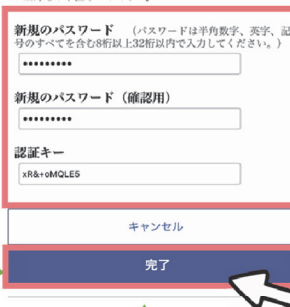 新規のパスワード （パスワードは半角数字、英字、記
号のすべてを含む8桁以上32桁以内で入力してください。）
•••••••••
新規のパスワード（確認用）
•••••••••
認証キー
xR&+oMQLE5
キャンセル
完了